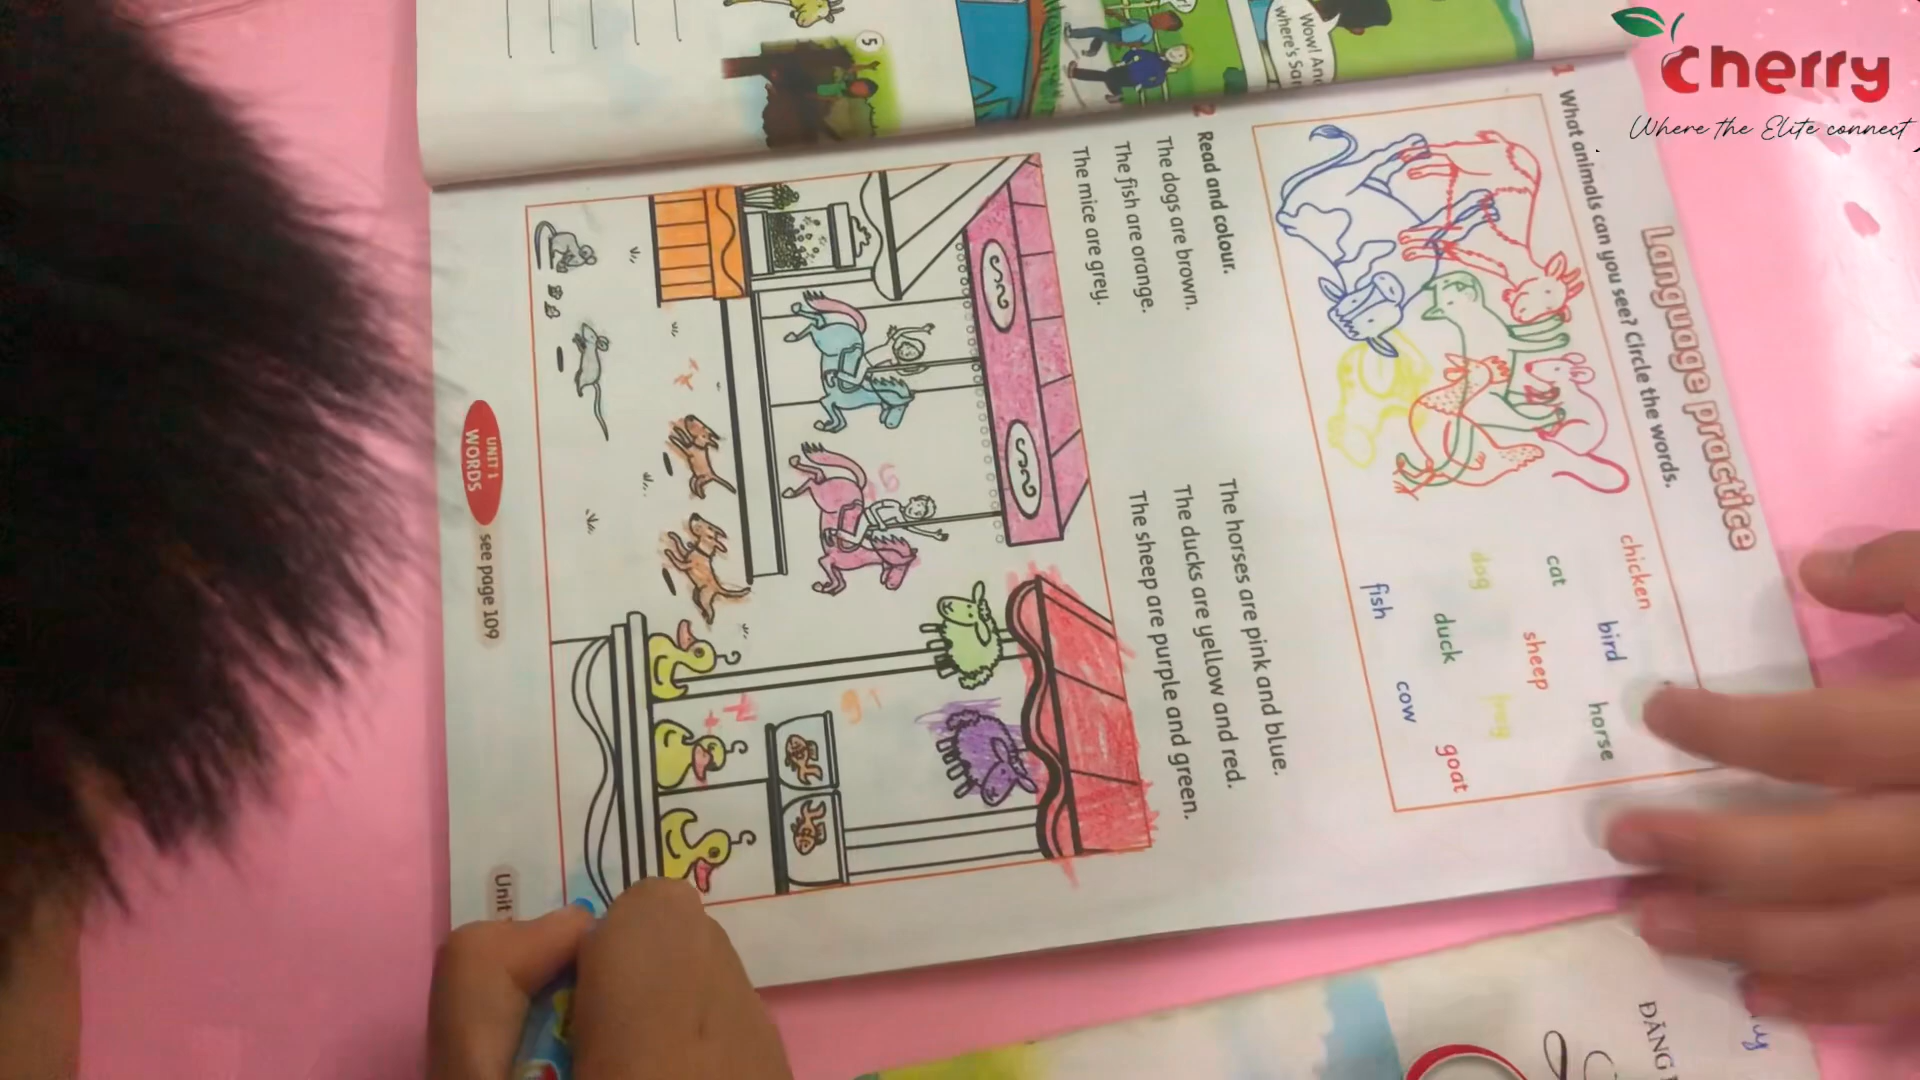 Cherry
Where the Elite connect
Language practice
1 What animals can you see? Circle the words.
chicken bird horse
cat sheep frog
dog duck goat
fish cow
2 Read and colour.
The dogs are brown.
The fish are orange.
The mice are grey.
The horses are pink and blue.
The ducks are yellow and red.
The sheep are purple and green.
UNIT 1
WORDS
see page 109
Unit
5
Wow!
where's
ĐĂNG